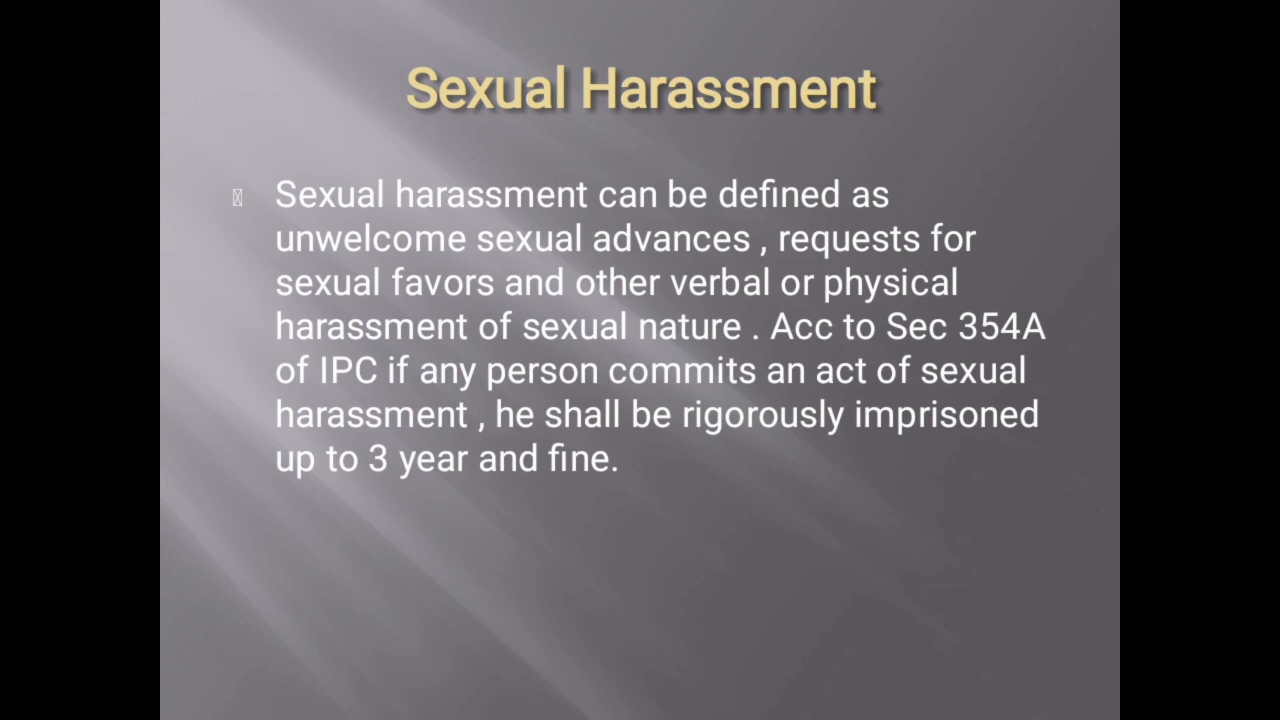 Sexual Harassment
Sexual harassment can be defined as
unwelcome sexual advances , requests for
sexual favors and other verbal or physical
harassment of sexual nature . Acc to Sec 354A
of IPC if any person commits an act of sexual
harassment , he shall be rigorously imprisoned
up to 3 year and fine.